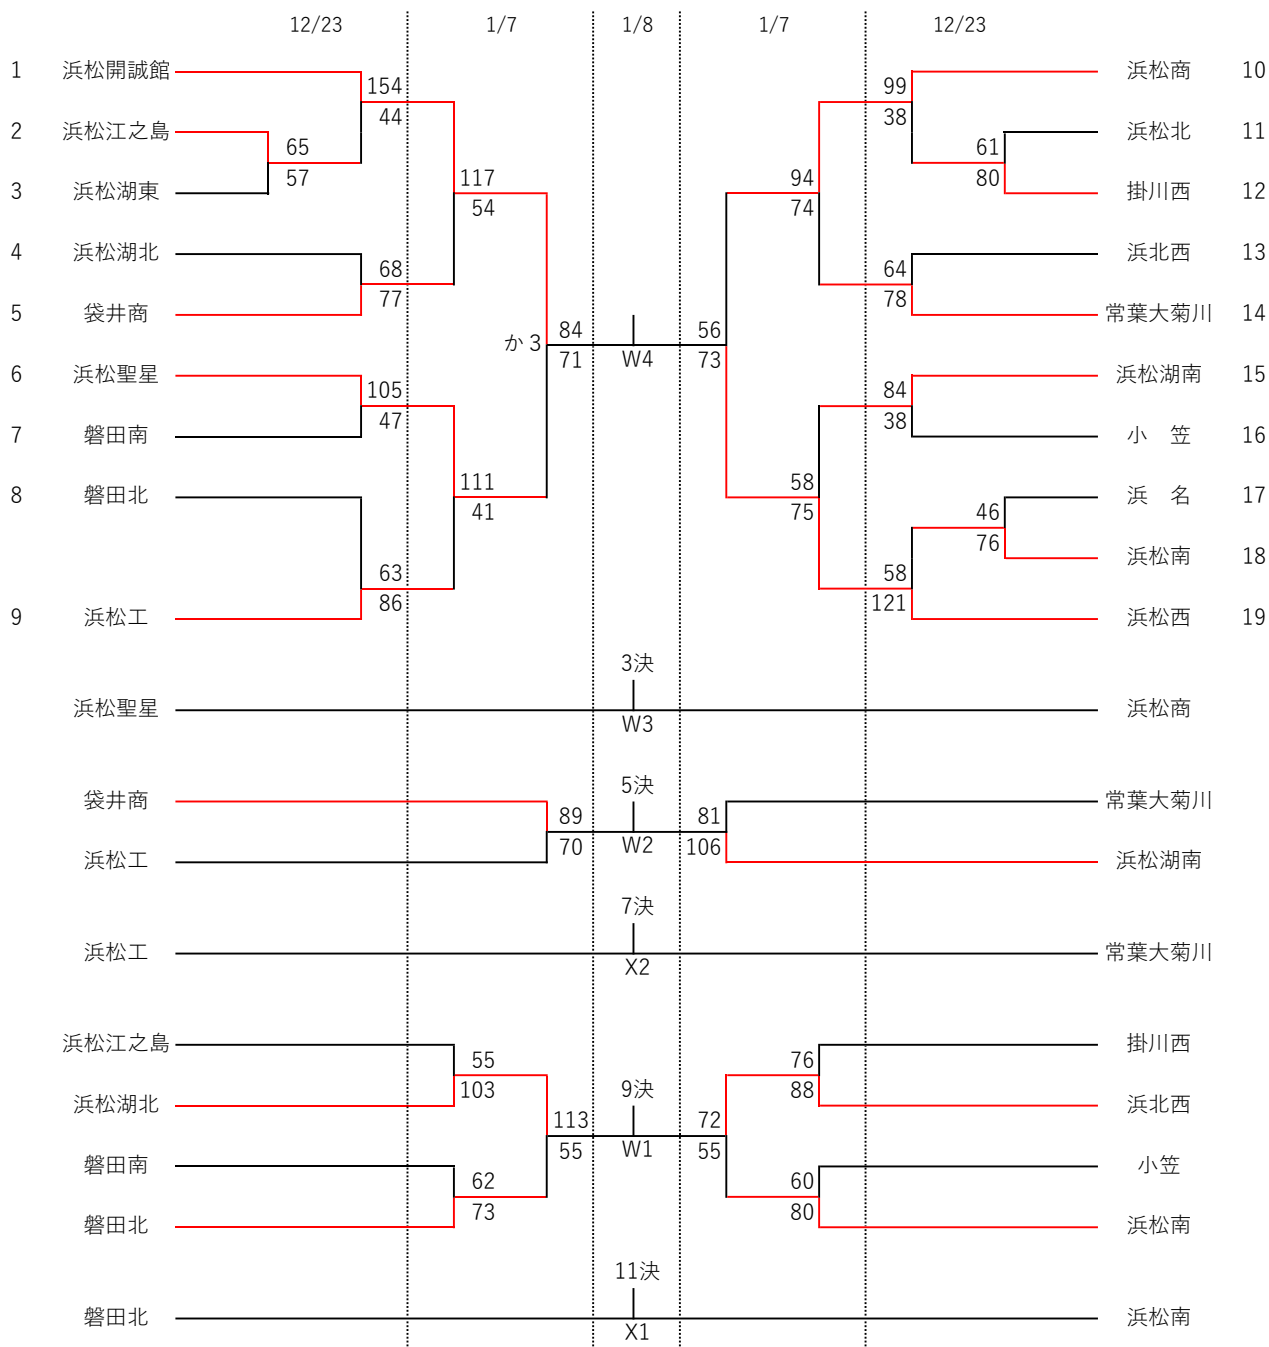 12/23 1/7 1/8 1/7 12/23
1 浜松開誠館 浜松商 10
154 99
44 38
2 浜松江之島 浜松北 11
65 61
57 80
3 浜松湖東 117 94 掛川西 12
54 74
4 浜松湖北 浜北西 13
68 64
77 78
5 袋井商 常葉大菊川 14
か3 84 56
71 W4 73
6 浜松聖星 浜松湖南 15
105 84
47 38
7 磐田南 小 笠 16
111 58
8 磐田北 浜 名 17
41 75 46
76
浜松南 18
63 58
86 121
9 浜松工 浜松西 19
3決
浜松聖星 浜松商
W3
5決
袋井商 常葉大菊川
89 81
70 W2 106
浜松工 浜松湖南
7決
浜松工 常葉大菊川
X2
浜松江之島 掛川西
55 76
103 9決 88
浜松湖北 浜北西
113 72
55 W1 55
磐田南 小笠
62 60
73 80
磐田北 浜松南
11決
磐田北 浜松南
X1